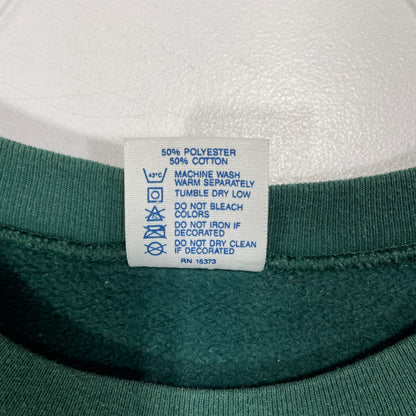 50% POLYESTER
50% COTTON
43°C MACHINE WASH
WARM SEPARATELY
TUMBLE DRY LOW
DO NOT BLEACH
COLORS
DO NOT IRON IF
DECORATED
DO NOT DRY CLEAN
IF DECORATED
RN 15373